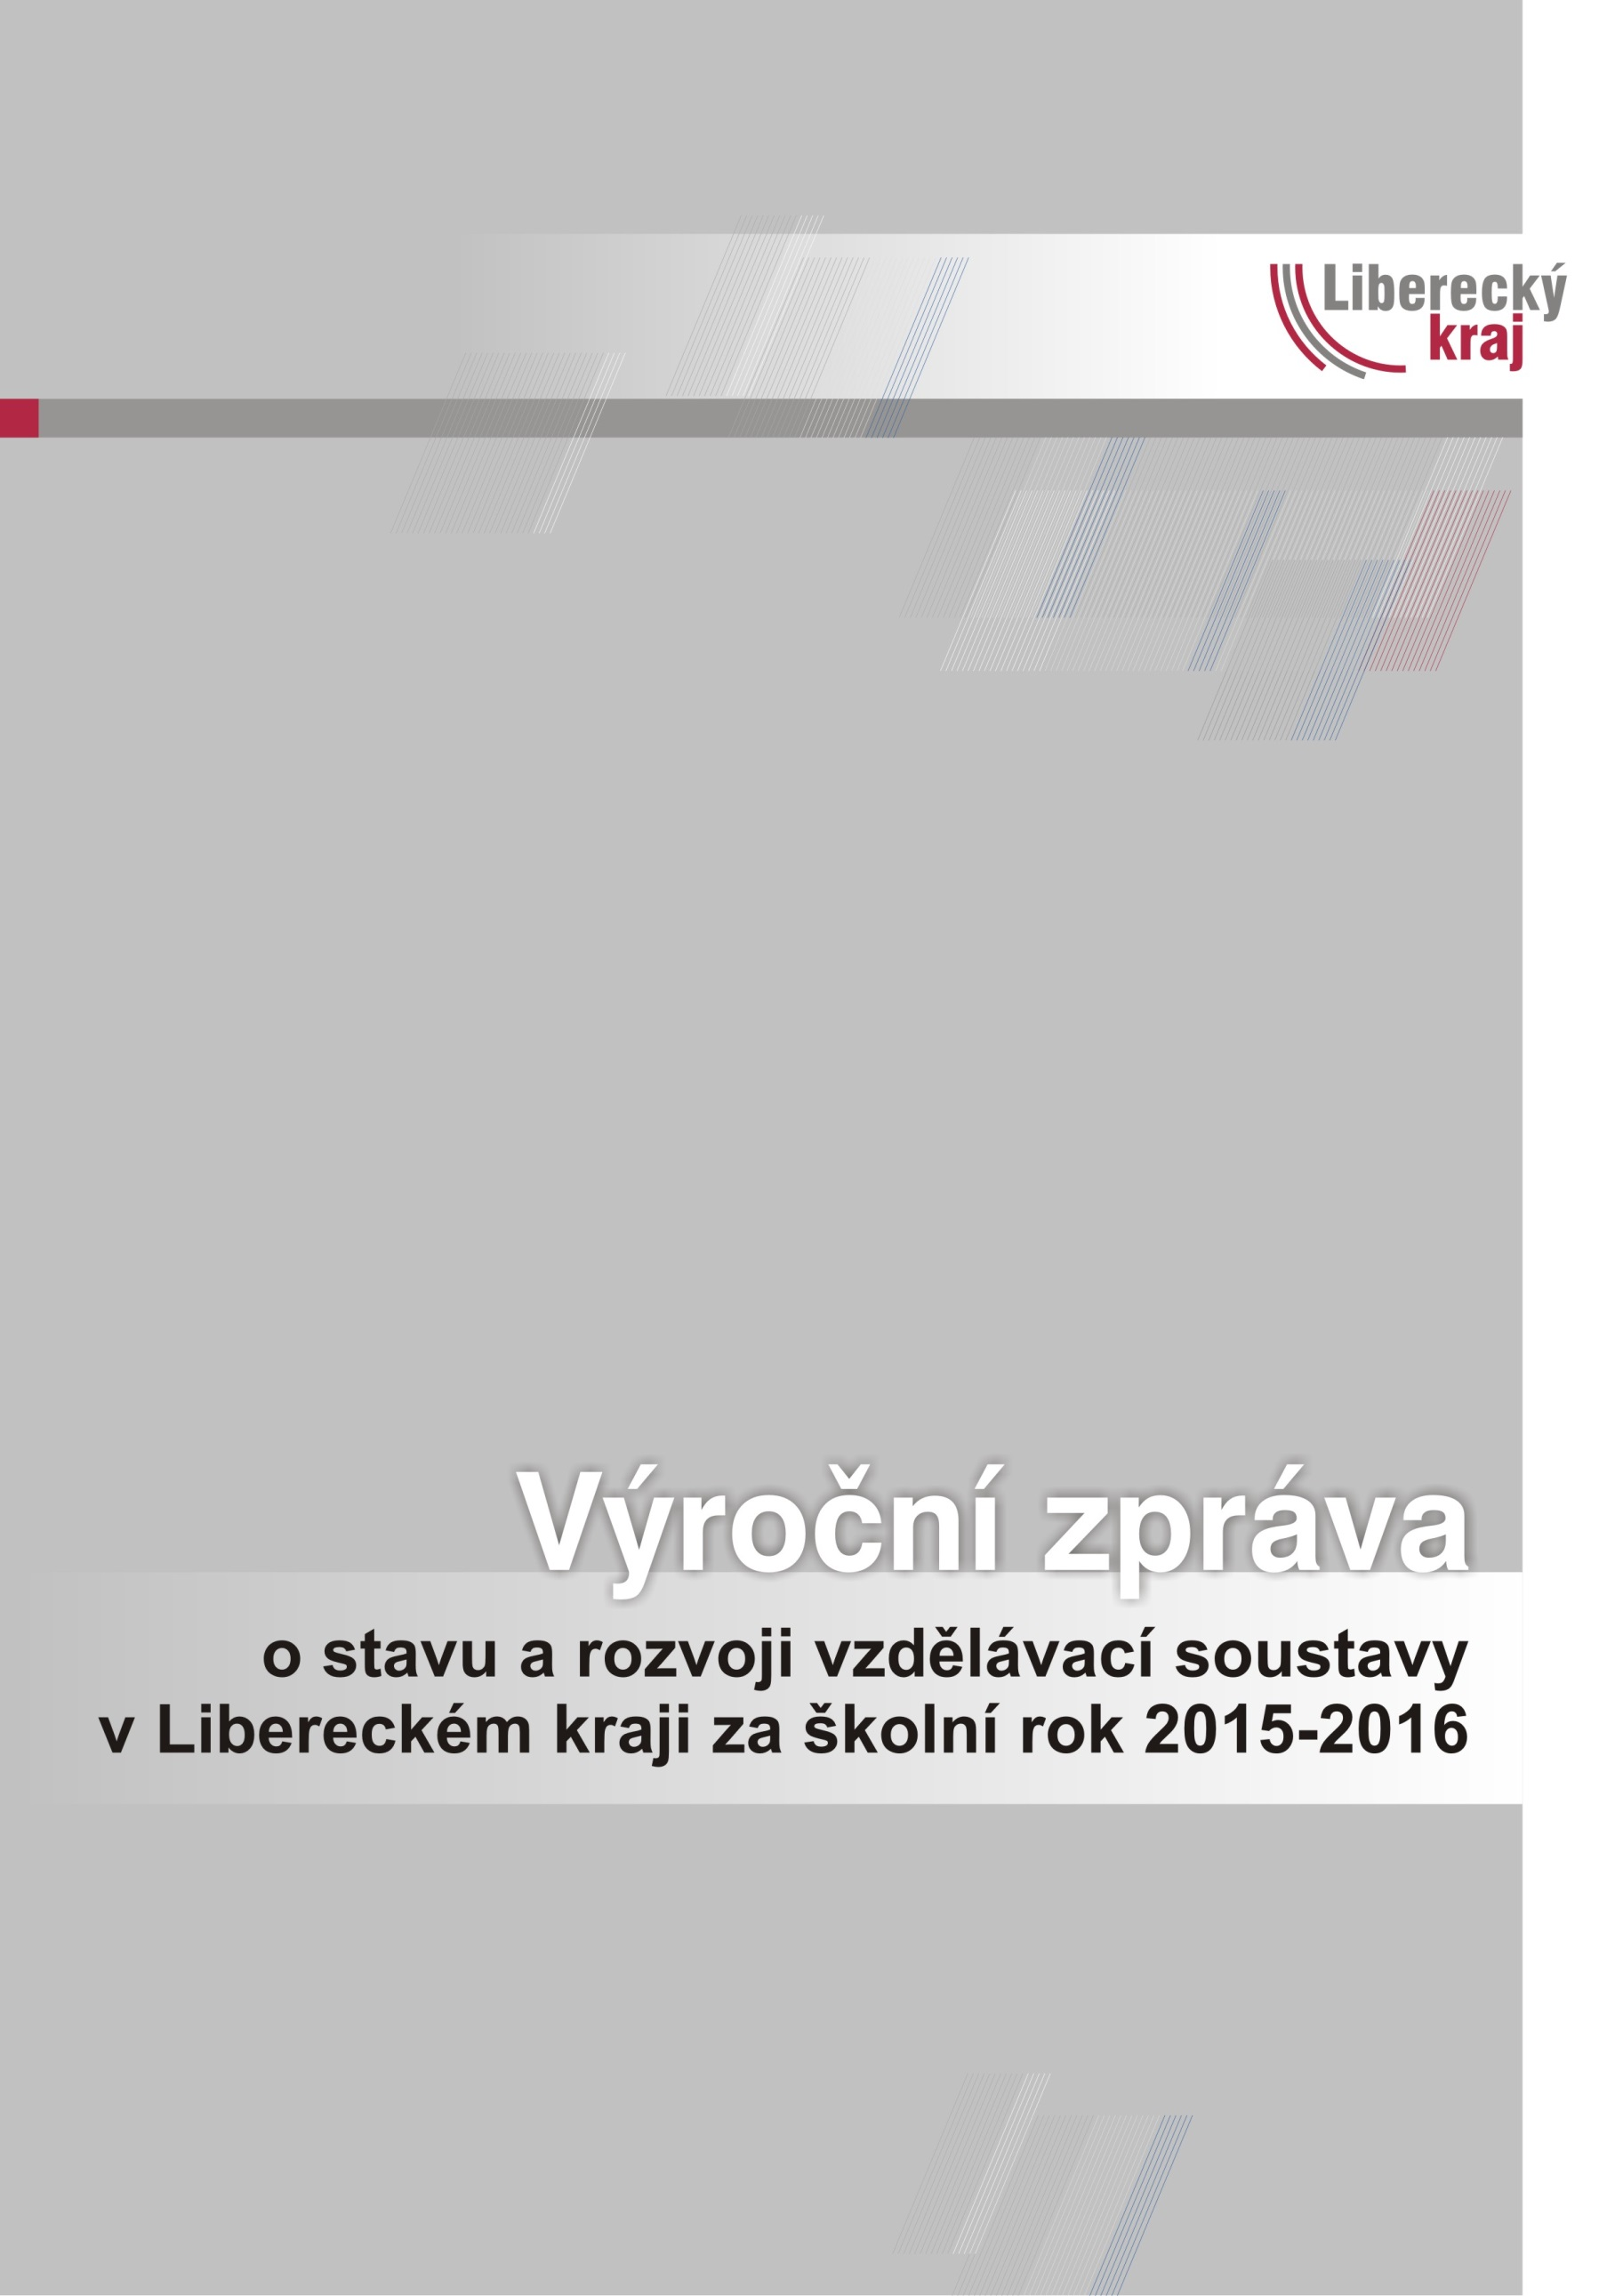 Liberecký
kraj
Výroční zpráva
o stavu a rozvoji vzdělávací soustavy
v Libereckém kraji za školní rok 2015-2016